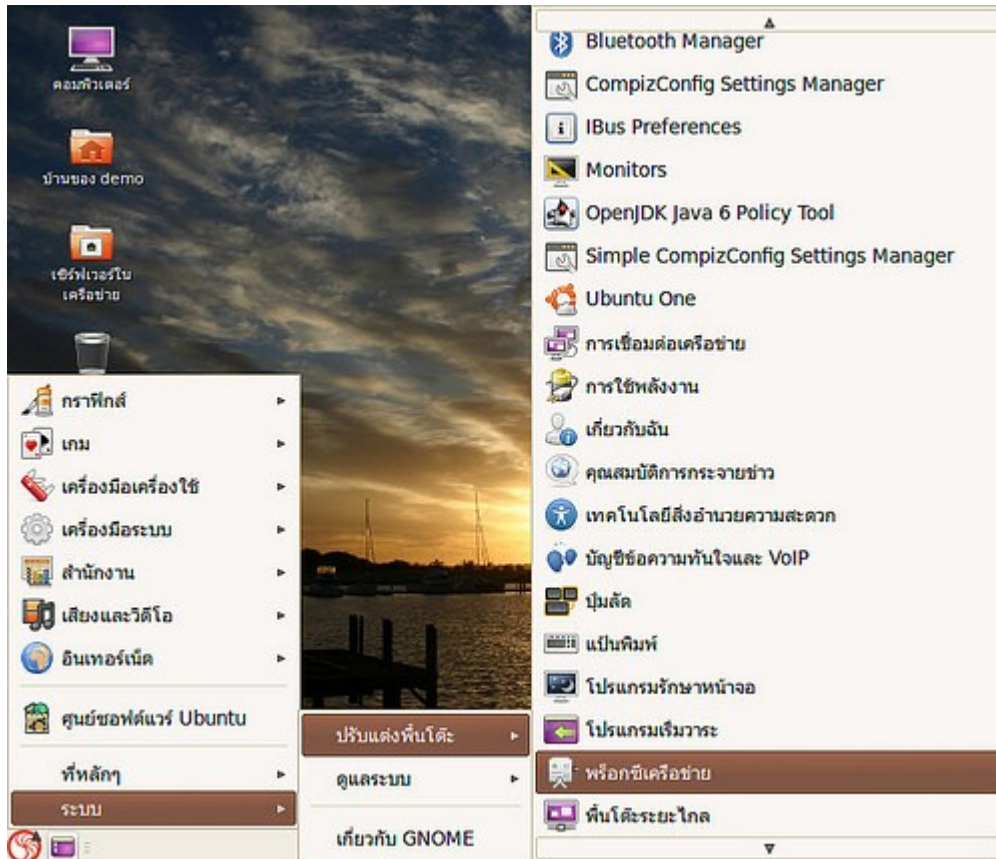 คอมพิวเตอร์
บ้านของ demo
เซิร์ฟเวอร์ใน
เครือข่าย
กราฟิกส์
เกม
เครื่องมือเครื่องใช้
เครื่องมือระบบ
สำนักงาน
เสียงและวิดีโอ
อินเทอร์เน็ต
ศูนย์ซอฟต์แวร์ Ubuntu
ที่หลักๆ
ระบบ
ปรับแต่งพื้นโต๊ะ
ดูแลระบบ
เกี่ยวกับ GNOME
Bluetooth Manager
CompizConfig Settings Manager
IBus Preferences
Monitors
OpenJDK Java 6 Policy Tool
Simple CompizConfig Settings Manager
Ubuntu One
การเชื่อมต่อเครือข่าย
การใช้พลังงาน
เกี่ยวกับฉัน
คุณสมบัติการกระจายข่าว
เทคโนโลยีสิ่งอำนวยความสะดวก
บัญชีข้อความทันใจและ VoIP
ปุ่มลัด
แป้นพิมพ์
โปรแกรมรักษาหน้าจอ
โปรแกรมเริ่มวาระ
พร็อกซีเครือข่าย
พื้นโต๊ะระยะไกล